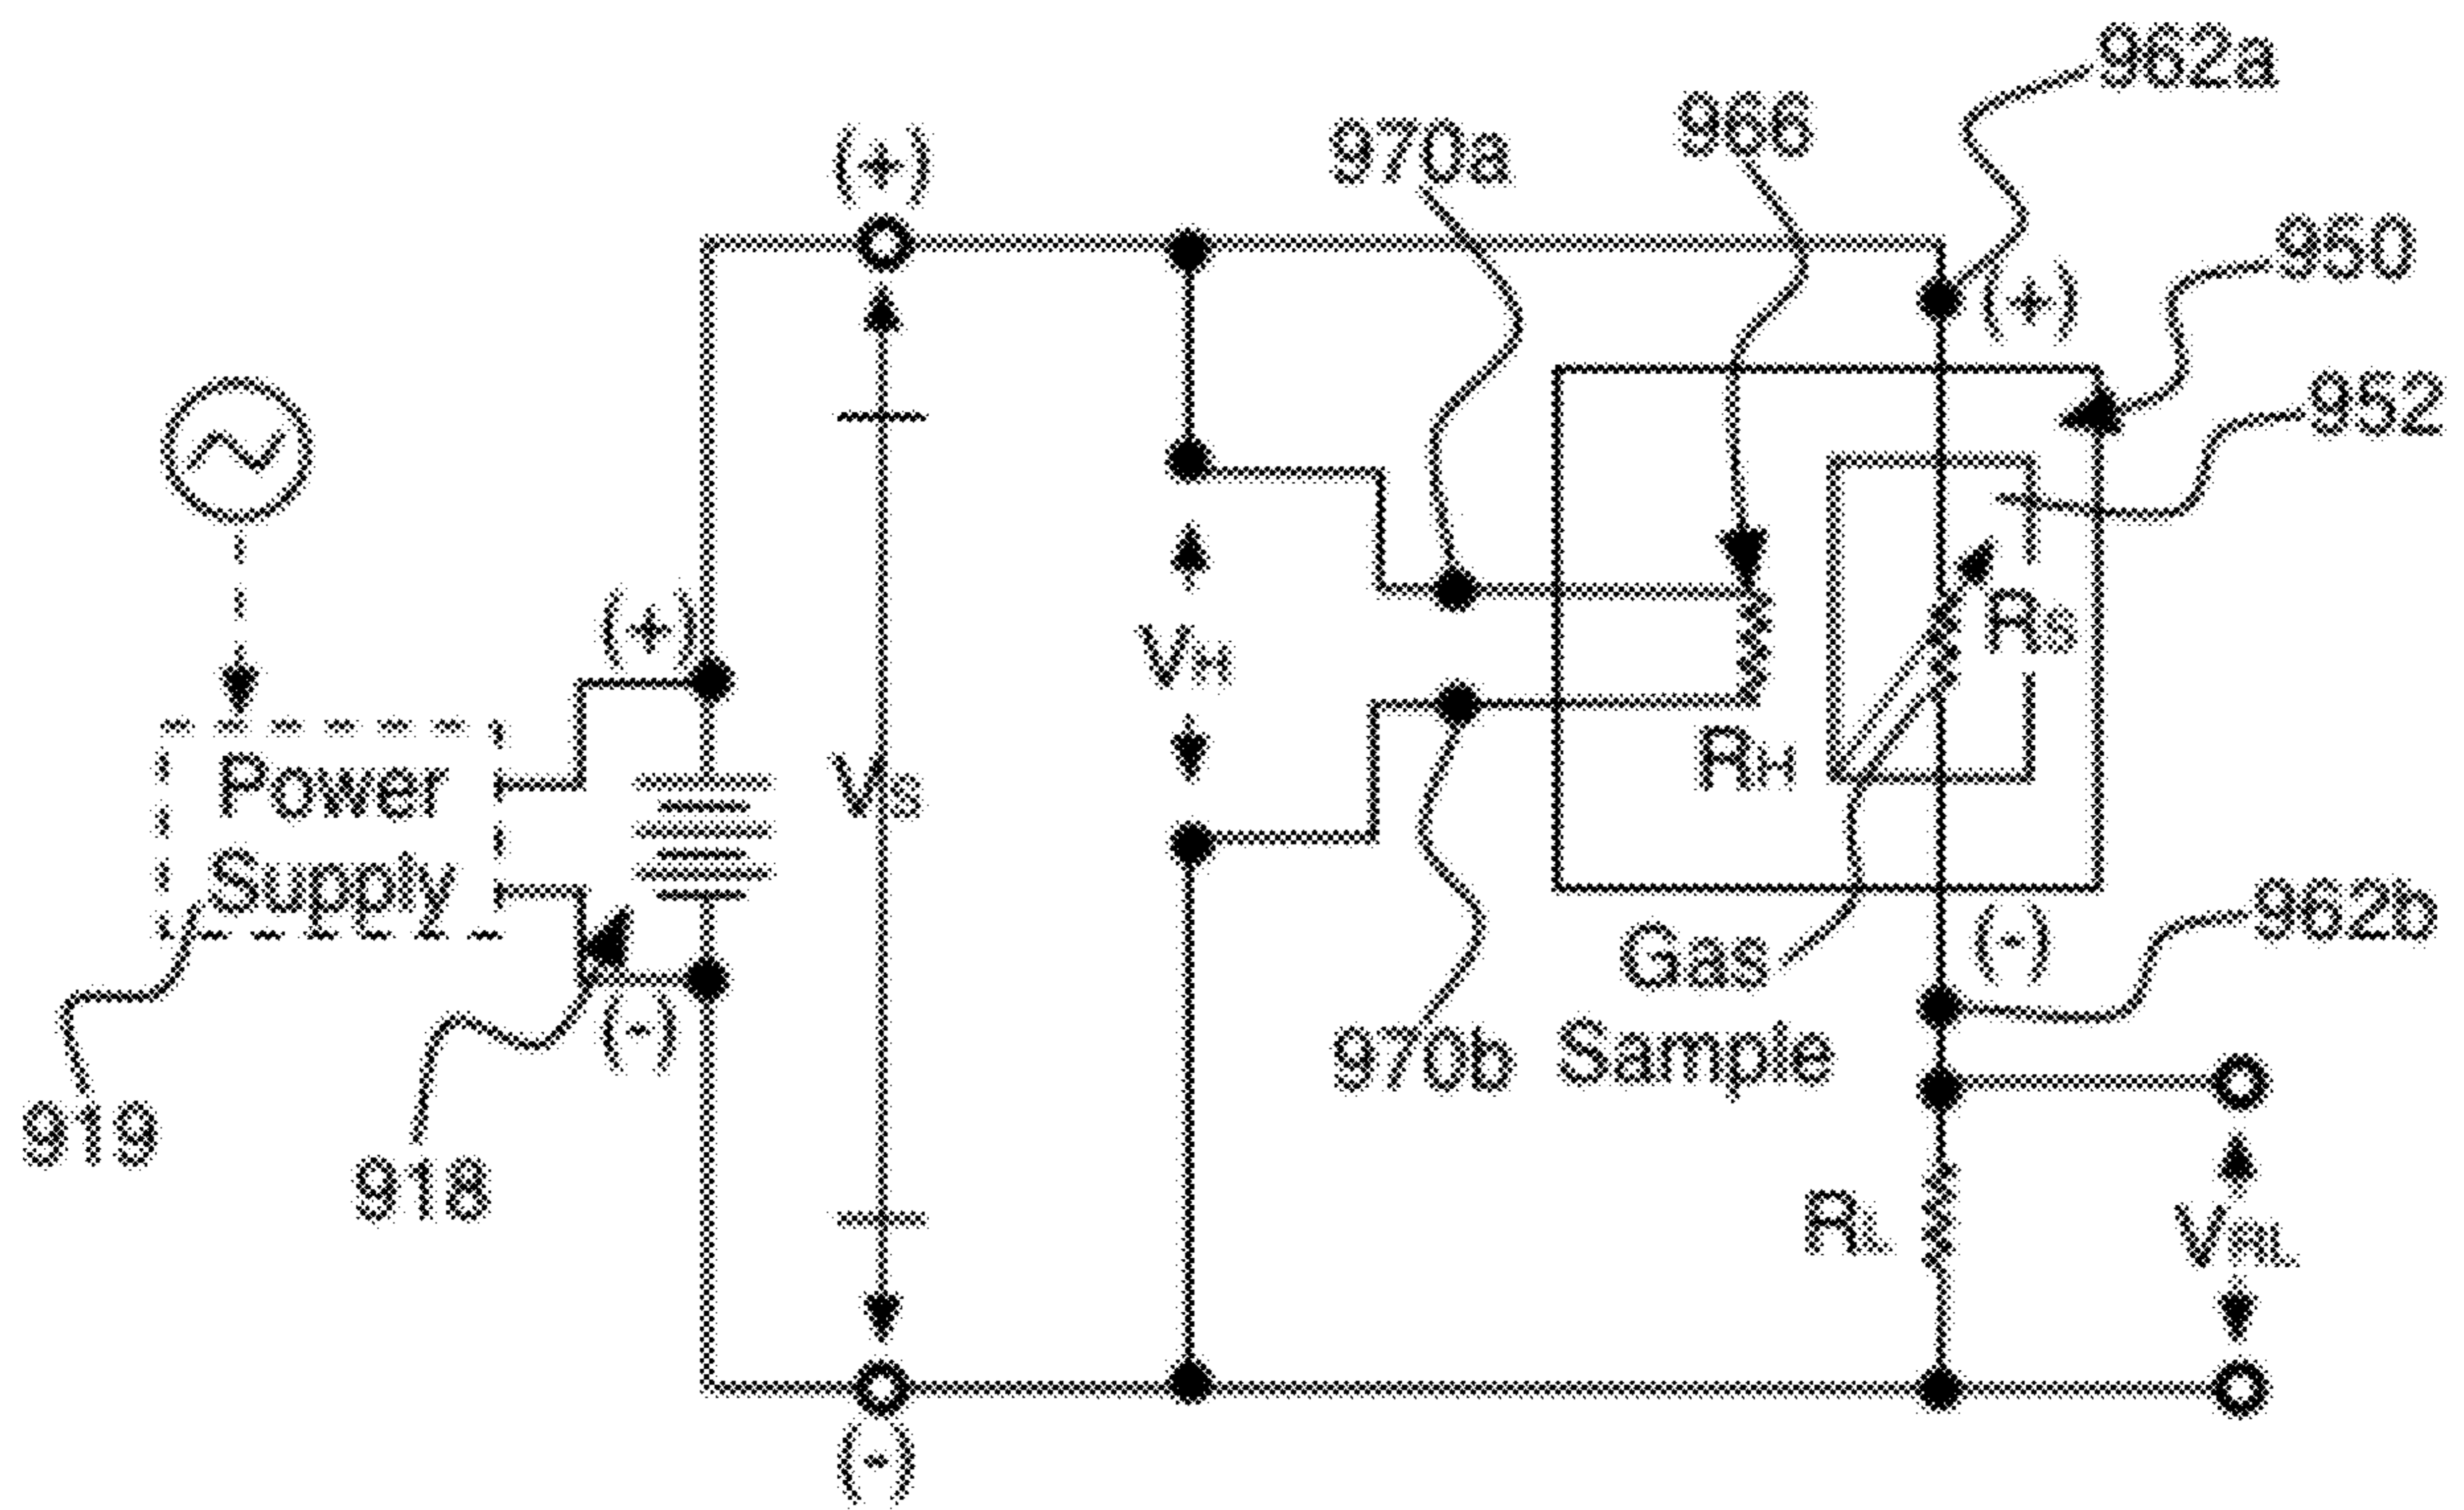 962a
966
970a
(+)
950
(+)
952
(+)
RS
VH
Power
Supply
VS
RH
962b
(-)
Gas
Sample
(-)
970b
919
918
RL
VRL
(-)